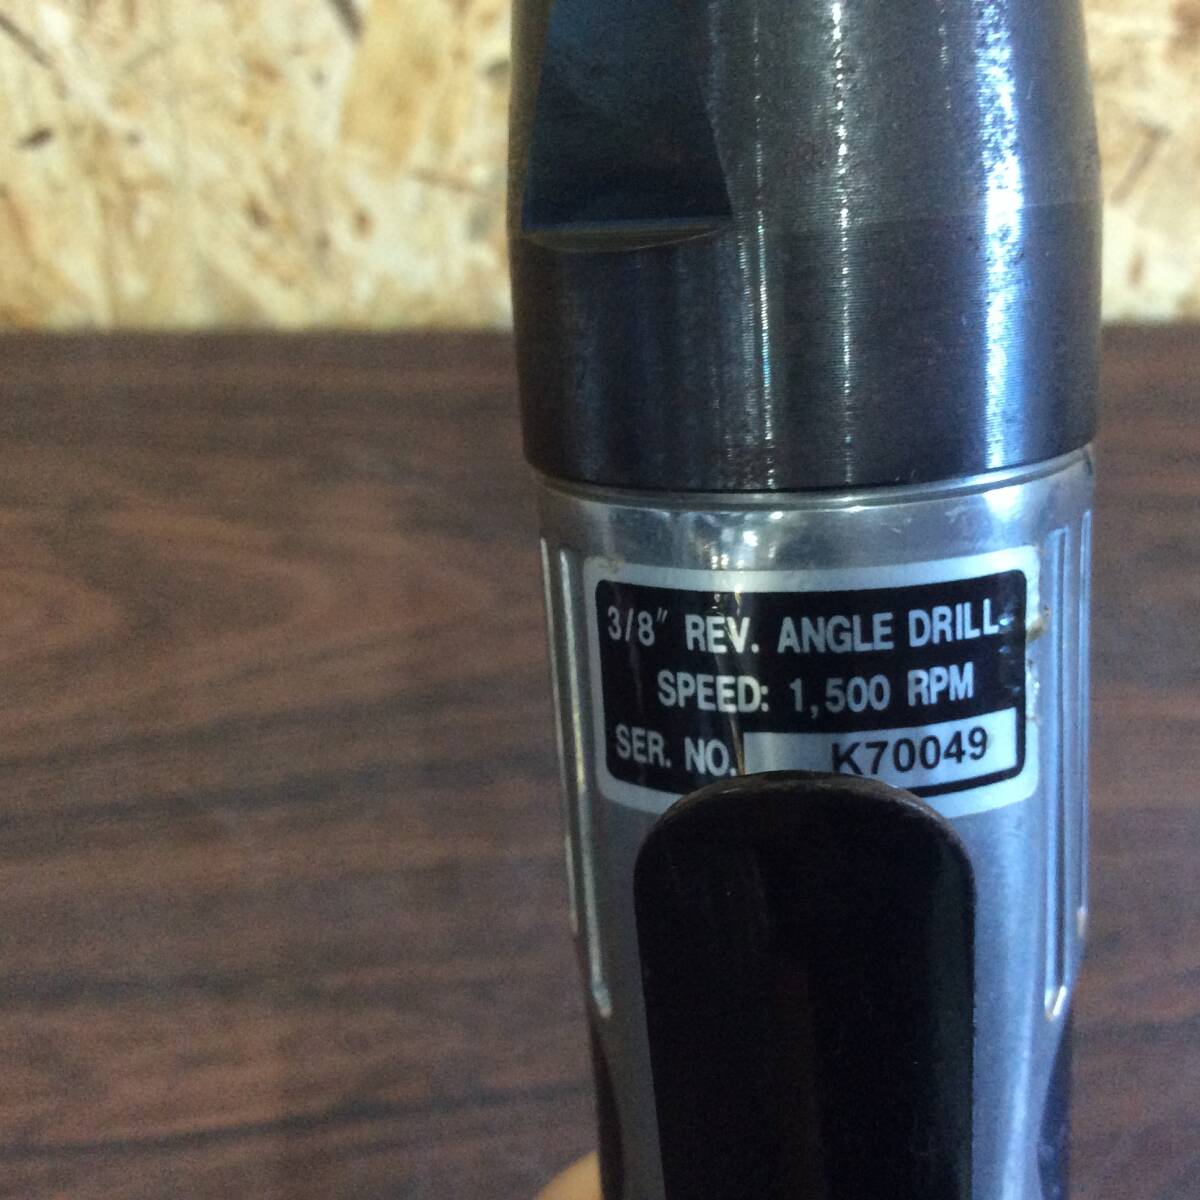 3/8" REV. ANGLE DRILL
SPEED: 1,500 RPM
SER. NO. K70049